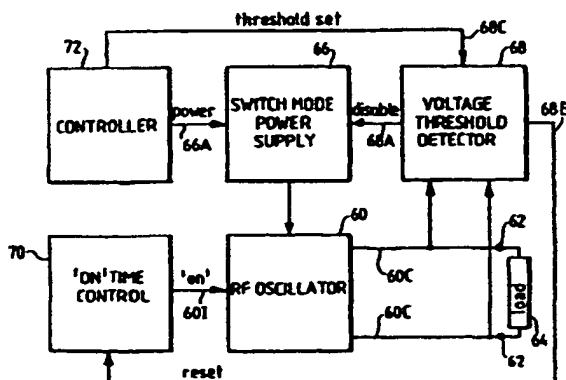 threshold set
68C
72
66
68
CONTROLLER
power
66A
SWITCH MODE
POWER
SUPPLY
disable
68A
VOLTAGE
THRESHOLD
DETECTOR
68B
70
'ON' TIME
CONTROL
'on'
60I
60
RF OSCILLATOR
60C
62
60C
62
load
64
reset